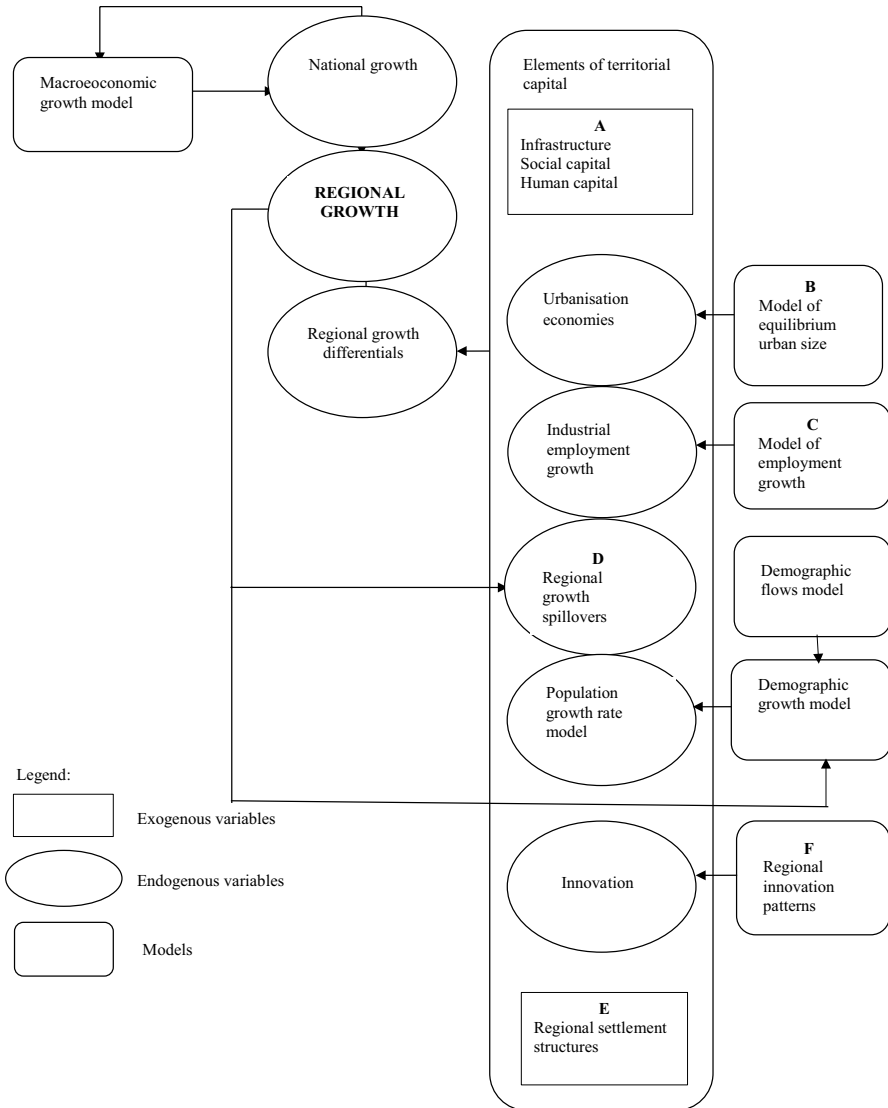 National growth
Macroeoconomic
growth model
REGIONAL
GROWTH
Regional growth
differentials
Elements of territorial
capital
A
Infrastructure
Social capital
Human capital
Urbanisation
economies
B
Model of
equilibrium
urban size
Industrial
employment
growth
C
Model of
employment
growth
D
Regional
growth
spillovers
Demographic
flows model
Population
growth rate
model
Demographic
growth model
Innovation
F
Regional
innovation
patterns
E
Regional settlement
structures
Legend:
Exogenous variables
Endogenous variables
Models